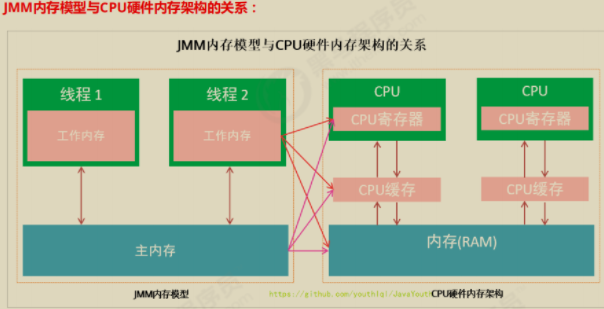 JMM内存模型与CPU硬件内存架构的关系：
JMM内存模型与CPU硬件内存架构的关系
线程 1
线程 2
CPU
CPU
工作内存
工作内存
CPU寄存器
CPU寄存器
CPU缓存
CPU缓存
主内存
内存(RAM)
JMM内存模型
https://github.com/youthlql/JavaYouth
CPU硬件内存架构